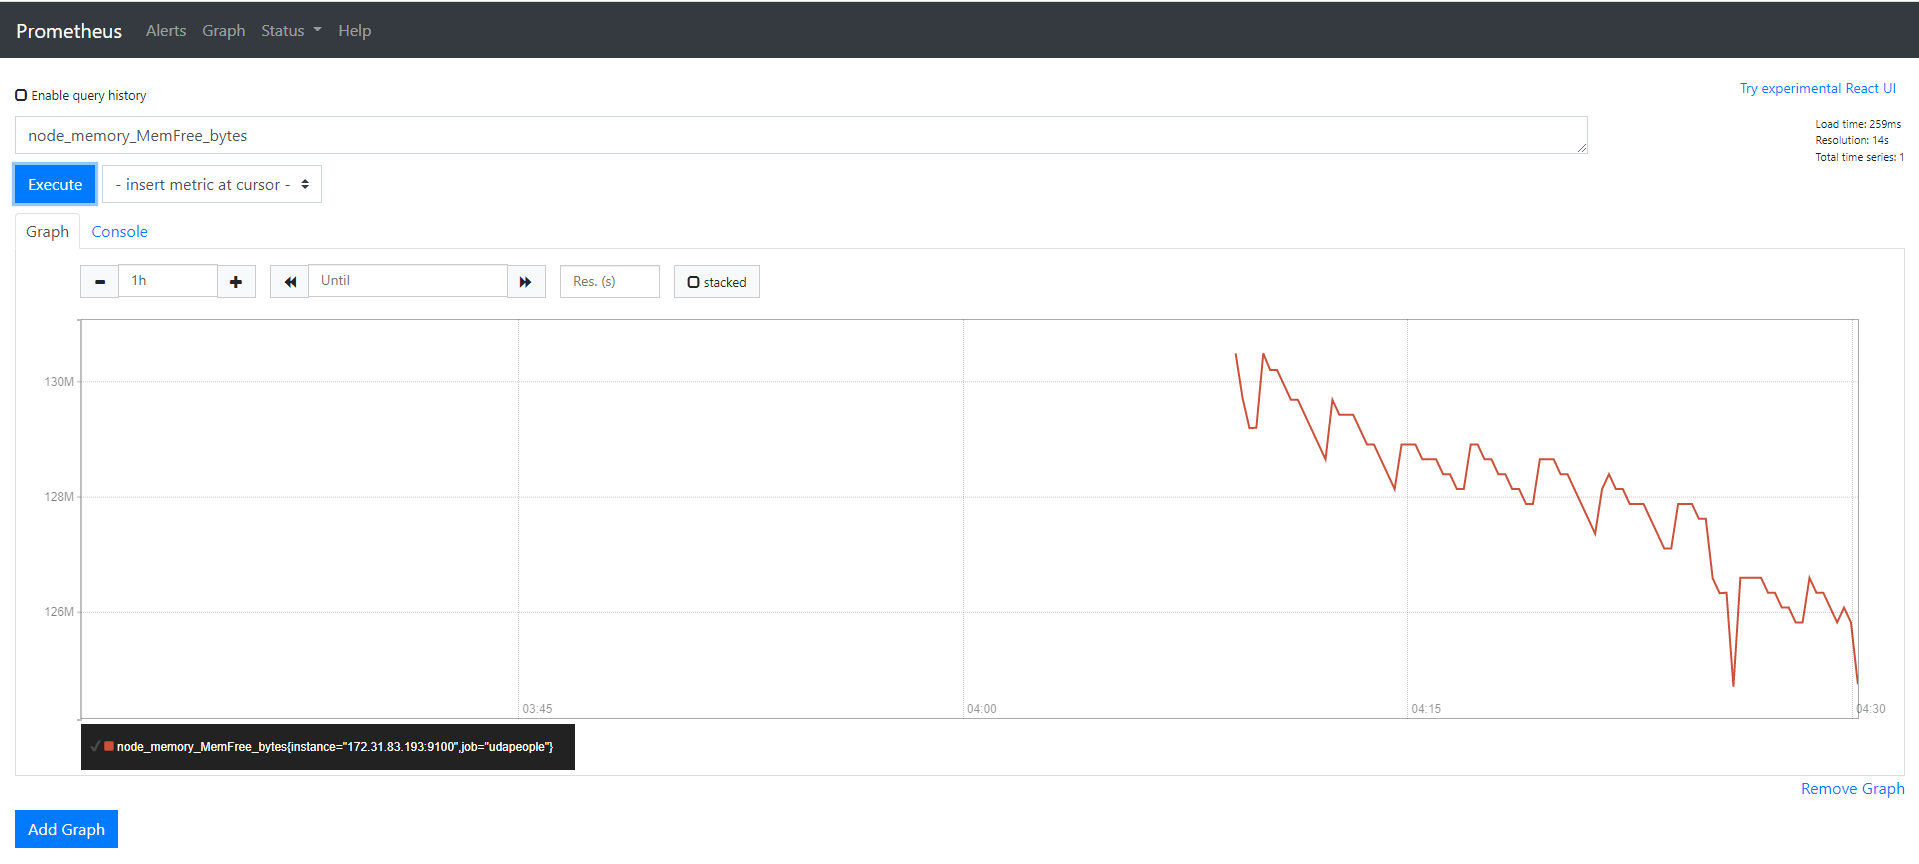 Prometheus Alerts Graph Status Help
Enable query history
Try experimental React UI
node_memory_MemFree_bytes
Load time: 259ms
Resolution: 14s
Total time series: 1
Execute - insert metric at cursor -
Graph Console
1h Until Res. (s) stacked
130M
128M
126M
03:45 04:00 04:15 04:30
node_memory_MemFree_bytes{instance="172.31.83.193:9100",job="udapeople"}
Remove Graph
Add Graph